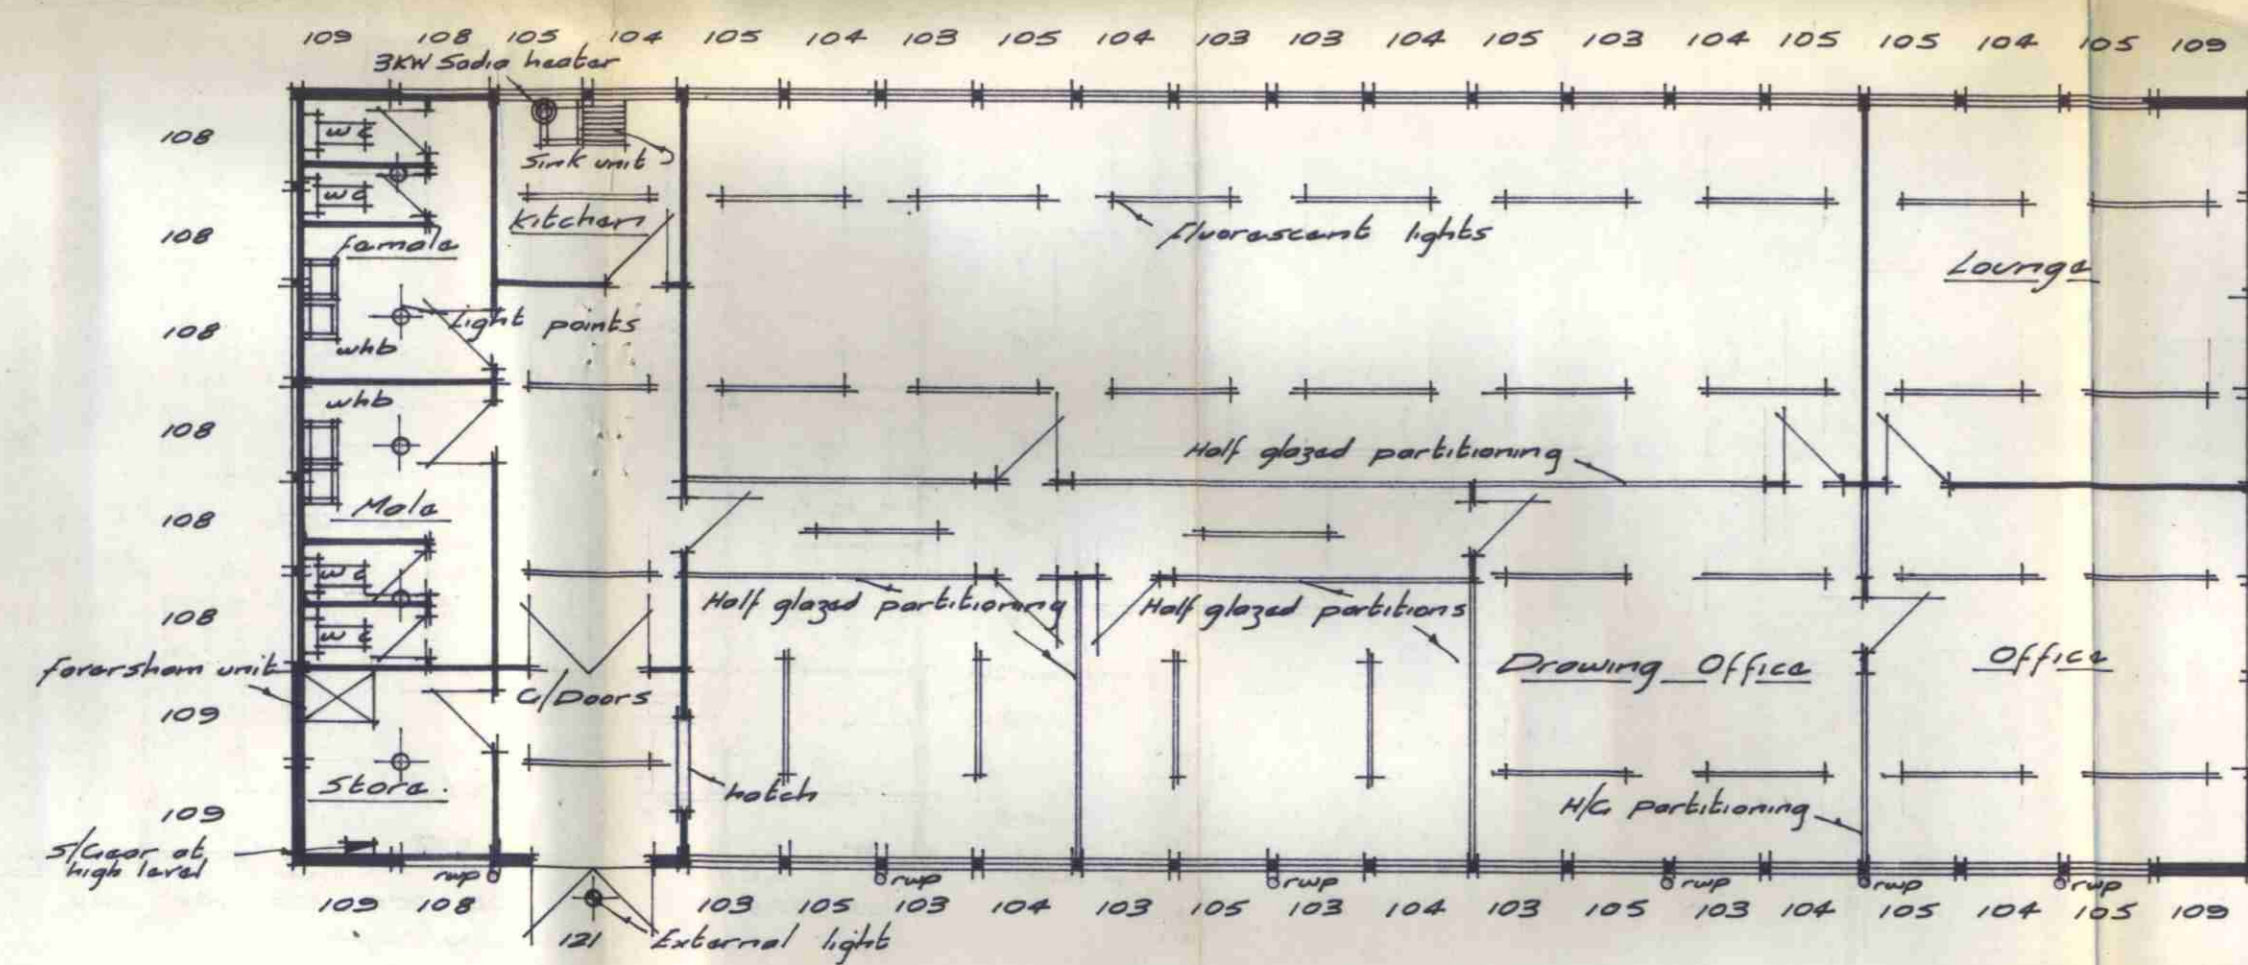 109 108 105 104 105 104 103 105 104 103 103 104 105 103 104 105 105 104 105 109
3KW Sadia heater
108
wc
Sink unit
wc
Kitchen
108
female
fluorescent lights
Lounge
108
Light points
whb
whb
108
Half glazed partitioning
108
Male
wc
108
wc
Half glazed partitioning
Half glazed partitions
Drawing Office
Office
faversham unit
G/Doors
109
Store.
hatch
109
H/G partitioning
S/Gear at
high level
rwp
rwp
rwp
rwp
rwp
rwp
109 108 103 105 103 104 103 105 103 104 103 105 103 104 105 104 105 109
121
External light